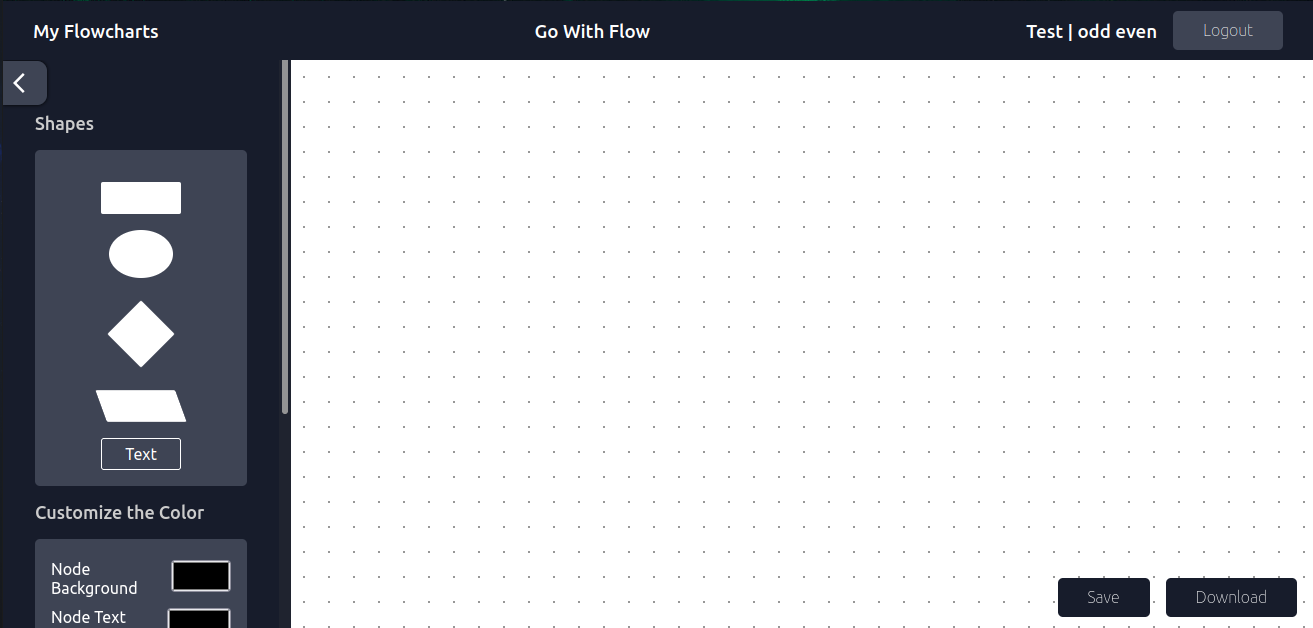 My Flowcharts
Go With Flow
Test | odd even
Logout
Shapes
Text
Customize the Color
Node
Background
Node Text
Save
Download